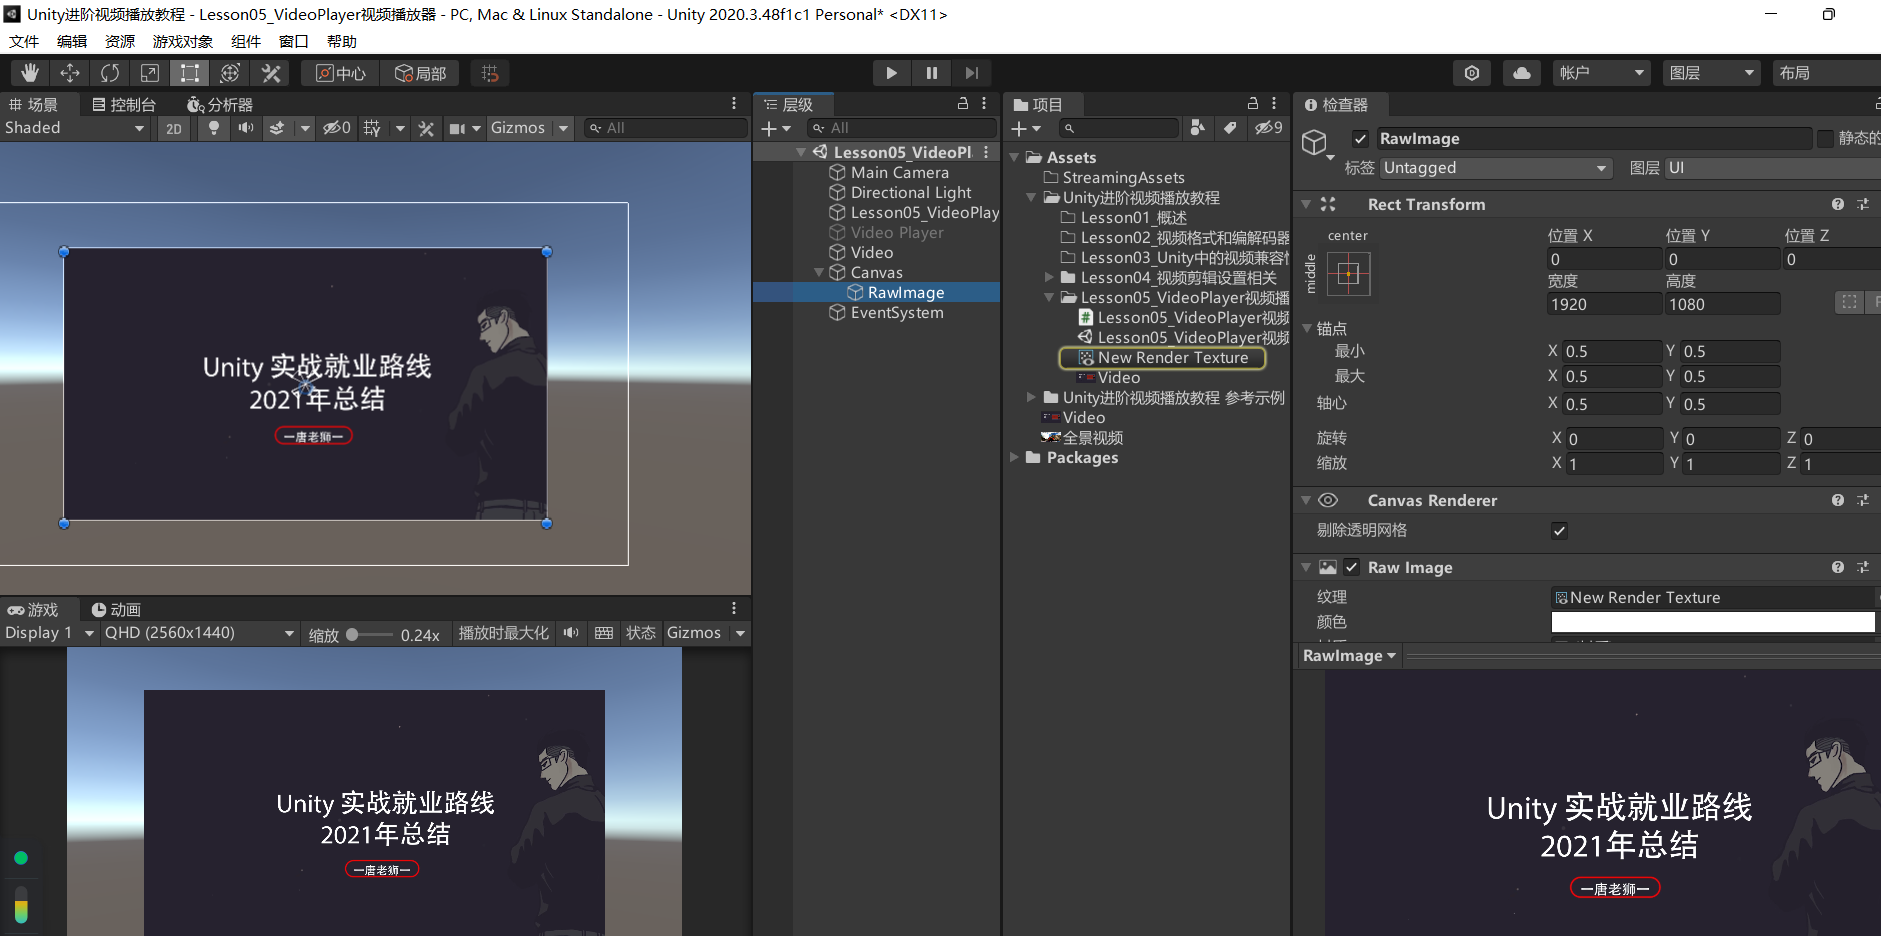 Unity进阶视频播放教程 - Lesson05_VideoPlayer视频播放器 - PC, Mac & Linux Standalone - Unity 2020.3.48f1c1 Personal* <DX11>
文件 编辑 资源 游戏对象 组件 窗口 帮助
中心 局部 帐户 图层 布局
场景 控制台 分析器
Shaded 2D 0 Gizmos All
Unity 实战就业路线
2021年总结
—唐老狮—
游戏 动画
Display 1 QHD (2560x1440) 缩放 0.24x 播放时最大化 状态 Gizmos
Unity 实战就业路线
2021年总结
—唐老狮—
层级
All
Lesson05_VideoPl
Main Camera
Directional Light
Lesson05_VideoPlay
Video Player
Video
Canvas
RawImage
EventSystem
项目
9
Assets
StreamingAssets
Unity进阶视频播放教程
Lesson01_概述
Lesson02_视频格式和编解码器
Lesson03_Unity中的视频兼容
Lesson04_视频剪辑设置相关
Lesson05_VideoPlayer视频播
Lesson05_VideoPlayer视频
Lesson05_VideoPlayer视频
New Render Texture
Video
Unity进阶视频播放教程 参考示例
Video
全景视频
Packages
检查器
RawImage 静态的
标签 Untagged 图层 UI
Rect Transform
center
middle
位置 X 位置 Y 位置 Z
0 0 0
宽度 高度
1920 1080
锚点
最小 X 0.5 Y 0.5
最大 X 0.5 Y 0.5
轴心 X 0.5 Y 0.5
旋转 X 0 Y 0 Z 0
缩放 X 1 Y 1 Z 1
Canvas Renderer
剔除透明网格
Raw Image
纹理 New Render Texture
颜色
RawImage
Unity 实战就业路线
2021年总结
—唐老狮—